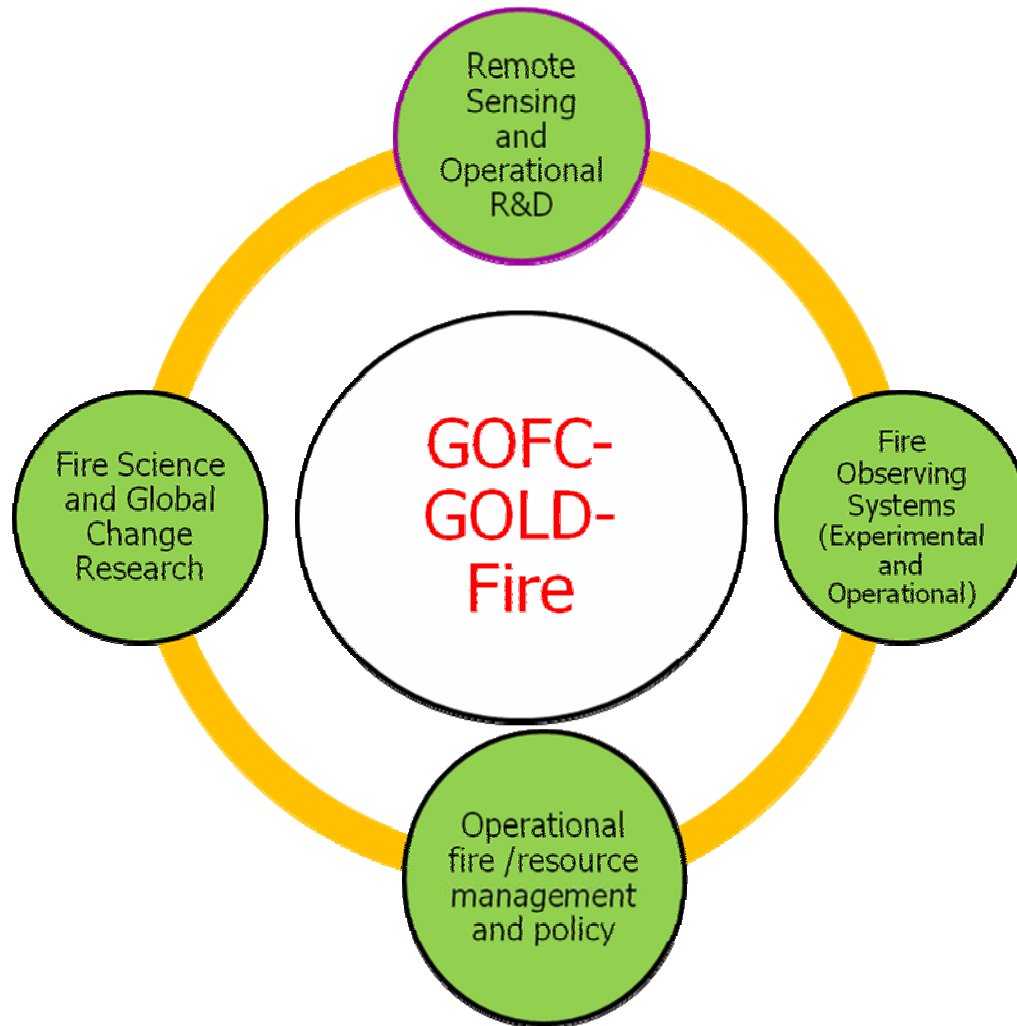 Remote
Sensing
and
Operational
R&D
Fire Science
and Global
Change
Research
GOFC-
GOLD-
Fire
Fire
Observing
Systems
(Experimental
and
Operational)
Operational
fire /resource
management
and policy